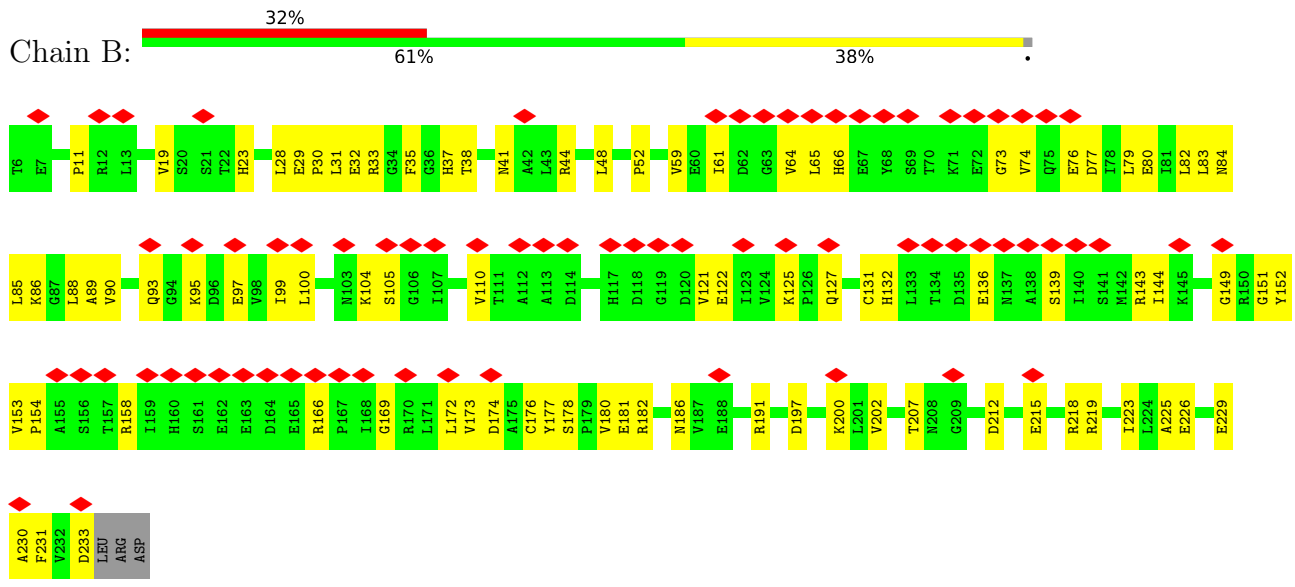 32%
Chain B:
61% 38% •
T6 E7 P11 R12 L13 V19 S20 S21 T22 H23 L28 E29 P30 L31 E32 R33 G34 F35 G36 H37 T38 N41 A42 L43 R44 L48 P52 V59 E60 I61 D62 G63 V64 L65 H66 E67 Y68 S69 T70 K71 E72 G73 V74 Q75 E76 D77 I78 L79 E80 I81 L82 L83 N84
L85 K86 G87 L88 A89 V90 Q93 G94 K95 D96 E97 V98 I99 L100 N103 K104 S105 G106 I107 V110 T111 A112 A113 D114 H117 D118 G119 D120 V121 E122 I123 V124 K125 P126 Q127 C131 H132 L133 T134 D135 E136 N137 A138 S139 I140 S141 M142 R143 I144 K145 G149 R150 G151 Y152
V153 P154 A155 S156 T157 R158 I159 H160 S161 E162 E163 D164 E165 R166 P167 I168 G169 R170 L171 L172 V173 D174 A175 C176 Y177 S178 P179 V180 E181 R182 N186 V187 E188 R191 D197 K200 L201 V202 T207 N208 G209 D212 E215 R218 R219 I223 L224 A225 E226 E229
A230 F231 V232 D233 LEU ARG ASP